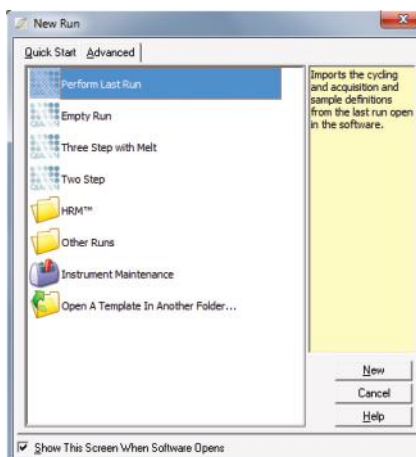 New Run
Quick Start Advanced
Perform Last Run
Empty Run
Three Step with Melt
Two Step
HRM™
Other Runs
Instrument Maintenance
Open A Template In Another Folder...
Imports the cycling
and acquisition and
sample definitions
from the last run open
in the software.
New
Cancel
Help
Show This Screen When Software Opens